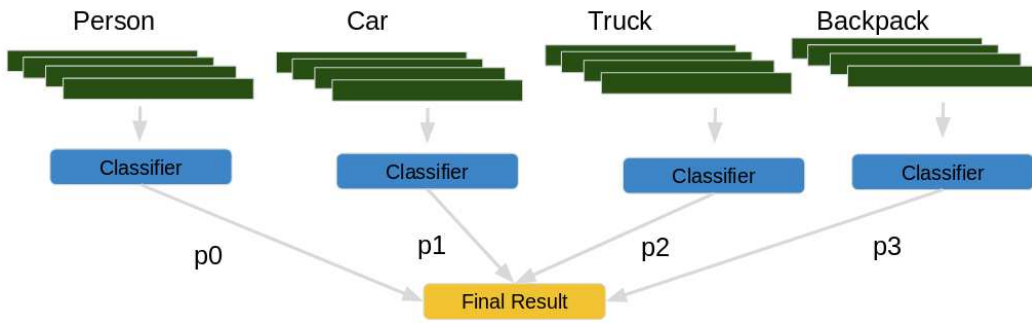 Person
Car
Truck
Backpack
Classifier
Classifier
Classifier
Classifier
p0
p1
p2
p3
Final Result